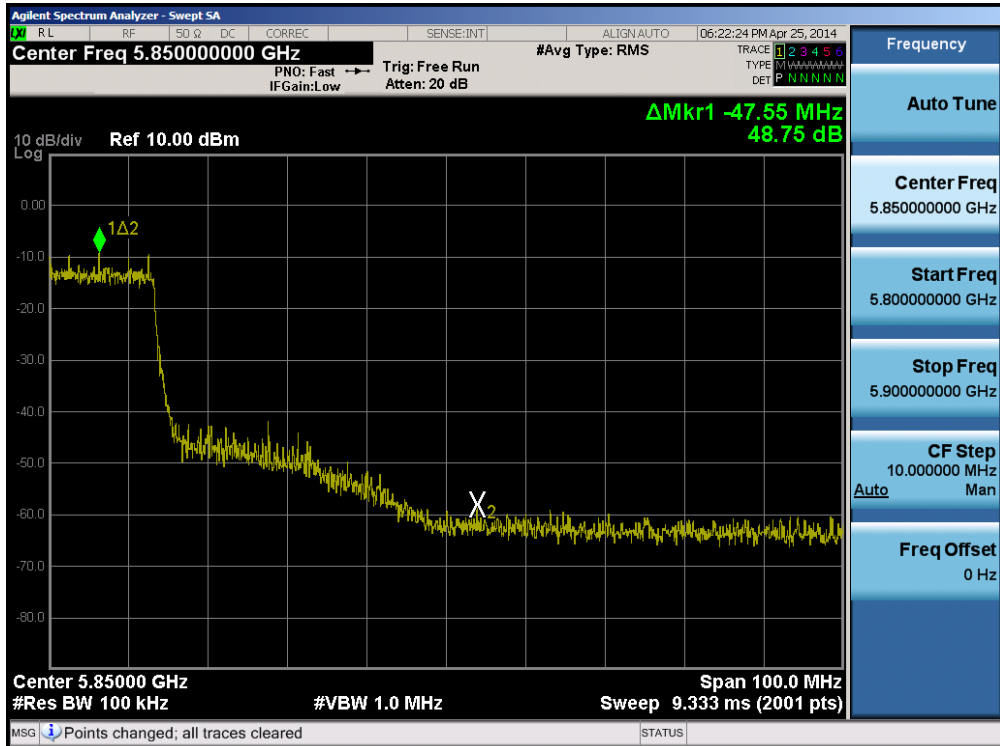 Agilent Spectrum Analyzer - Swept SA
LXI RL RF 50 Ω DC CORREC SENSE:INT ALIGN AUTO 06:22:24 PM Apr 25, 2014
Center Freq 5.850000000 GHz
PNO: Fast
IFGain:Low
Trig: Free Run
Atten: 20 dB
#Avg Type: RMS
TRACE 1 2 3 4 5 6
TYPE M WWWWW
DET P N N N N N
ΔMkr1 -47.55 MHz
48.75 dB
10 dB/div Ref 10.00 dBm
Log
0.00
-10.0
-20.0
-30.0
-40.0
-50.0
-60.0
-70.0
-80.0
1Δ2
X2
Center 5.85000 GHz
Span 100.0 MHz
#Res BW 100 kHz
#VBW 1.0 MHz
Sweep 9.333 ms (2001 pts)
MSG Points changed; all traces cleared
STATUS
Frequency
Auto Tune
Center Freq
5.850000000 GHz
Start Freq
5.800000000 GHz
Stop Freq
5.900000000 GHz
CF Step
10.000000 MHz
Auto Man
Freq Offset
0 Hz